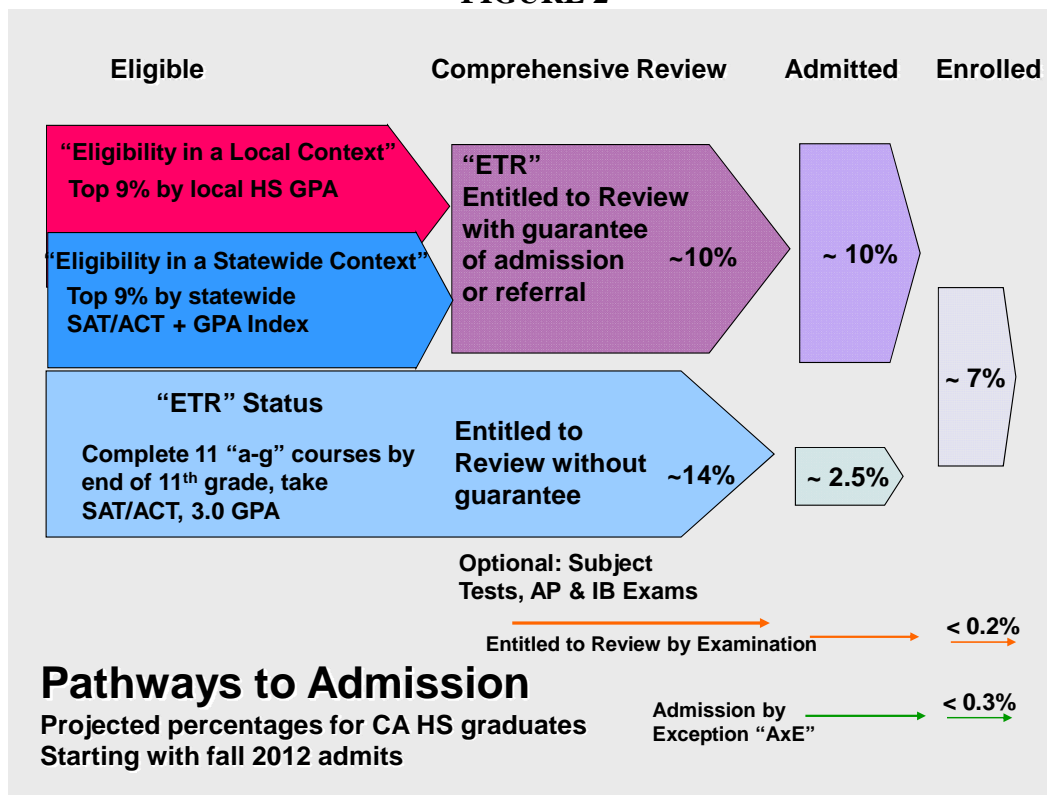 FIGURE 2
Eligible
Comprehensive Review
Admitted
Enrolled
“Eligibility in a Local Context”
Top 9% by local HS GPA
“Eligibility in a Statewide Context”
Top 9% by statewide
SAT/ACT + GPA Index
“ETR”
Entitled to Review
with guarantee
of admission
or referral
~10%
~ 10%
~ 7%
“ETR” Status
Complete 11 “a-g” courses by
end of 11th grade, take
SAT/ACT, 3.0 GPA
Entitled to
Review without
guarantee
~14%
~ 2.5%
Optional: Subject
Tests, AP & IB Exams
Entitled to Review by Examination
< 0.2%
Pathways to Admission
Projected percentages for CA HS graduates
Starting with fall 2012 admits
Admission by
Exception “AxE”
< 0.3%